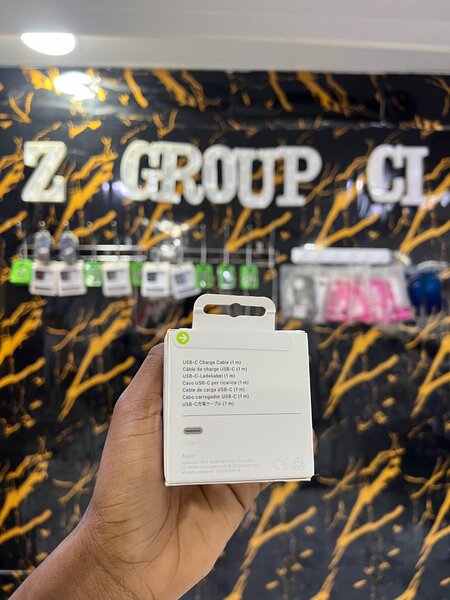 Z GROUP CI
USB-C Charge Cable (1 m)
Câble de charge USB-C (1 m)
USB-C-Ladekabel (1 m)
Cavo USB-C per ricarica (1 m)
Cable de carga USB-C (1 m)
Cabo carregador USB-C (1 m)
USB-C充電ケーブル (1 m)
USB-C
Apple